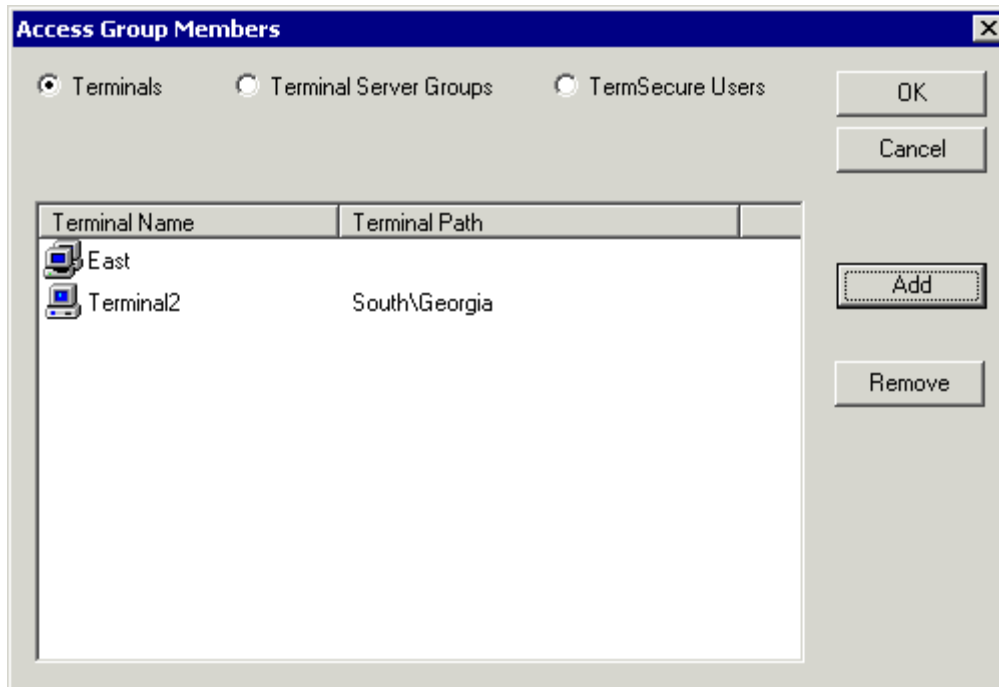 Access Group Members
Terminals Terminal Server Groups TermSecure Users
OK
Cancel
Terminal Name Terminal Path
East
Terminal2 South\Georgia
Add
Remove